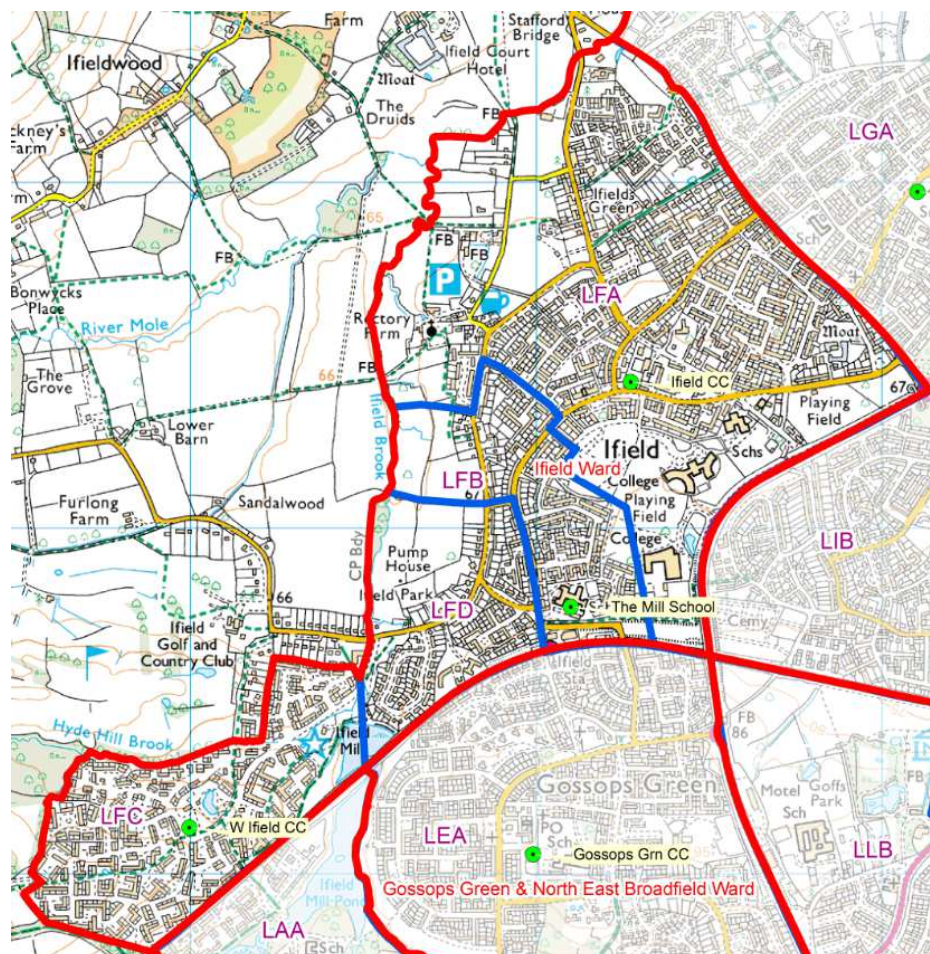 Farm
Stafford
Bridge
Ifieldwood
Moat
Ifield Court
Hotel
The
Druids
FB
LGA
ckney's
Farm
Ifields
Green
65
FB
FB
FB
Sch
P
Bonwycks
Place
River Mole
LFA
Rectory
Farm
Moat
66
FB
The
Grove
Ifield CC
67
Lower
Barn
Ifield Brook
Playing
Field
Ifield
Schs
Ifield Ward
LFB
College
67
Furlong
Farm
Sandalwood
Playing
Field
College
LIB
CP Bdy
Pump
House
Ifield Park
66
LFD
The Mill School
Cemy
Ifield
Golf and
Country Club
Ifield
Sta
Hyde Hill Brook
Ifield
Mill
FB
86
Gossops Green
Motel
Sch
Goffs
Park
FB
LFC
W Ifield CC
LEA
PO
Sch
Gossops Grn CC
LLB
Ifield
Mill-Pond
Gossops Green & North East Broadfield Ward
LAA
Sch